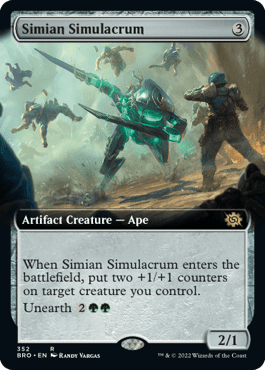 Simian Simulacrum 3
Artifact Creature — Ape
When Simian Simulacrum enters the
battlefield, put two +1/+1 counters
on target creature you control.
Unearth 2
2/1
352 R
BRO • EN RANDY VARGAS ™ & © 2022 Wizards of the Coast